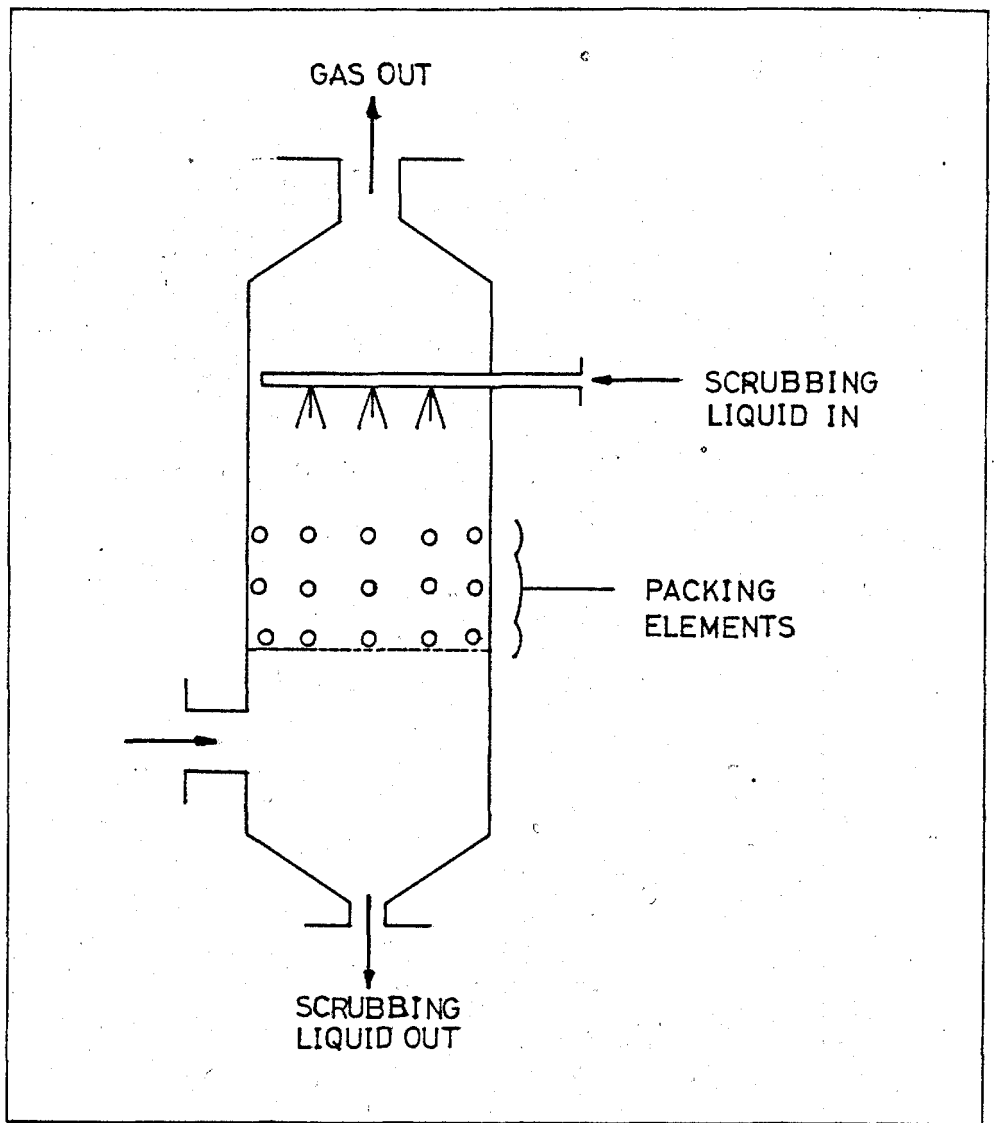 GAS OUT
SCRUBBING
LIQUID IN
PACKING
ELEMENTS
SCRUBBING
LIQUID OUT